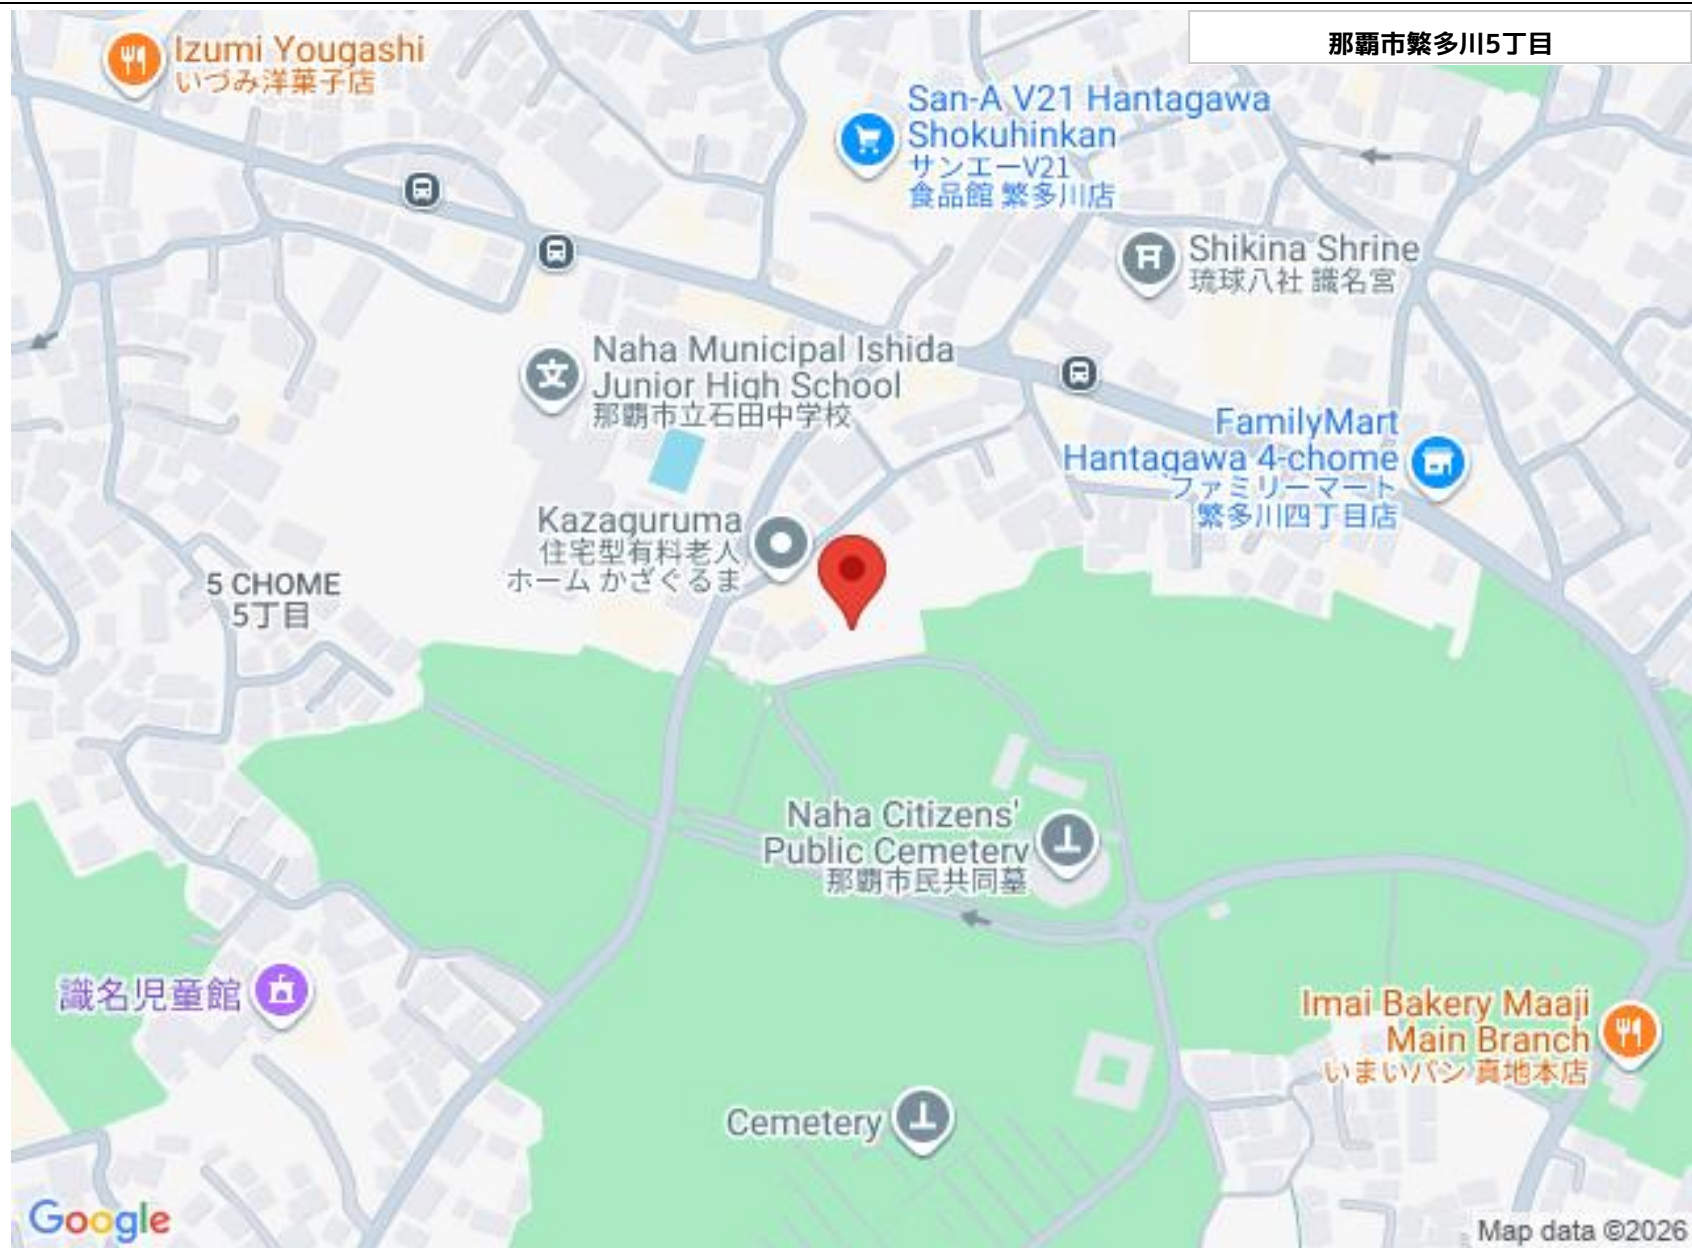 那覇市繁多川5丁目
Izumi Yougashi
いづみ洋菓子店
San-A V21 Hantagawa
Shokuhinkan
サンエーV21
食品館 繁多川店
Shikina Shrine
琉球八社 識名宮
Naha Municipal Ishida
Junior High School
那覇市立石田中学校
FamilyMart
Hantagawa 4-chome
ファミリーマート
繁多川四丁目店
Kazaguruma
住宅型有料老人
ホーム かざぐるま
5 CHOME
5丁目
Naha Citizens'
Public Cemetery
那覇市民共同墓
識名児童館
Imai Bakery Maaji
Main Branch
いまいパン 真地本店
Cemetery
Google
Map data ©2026